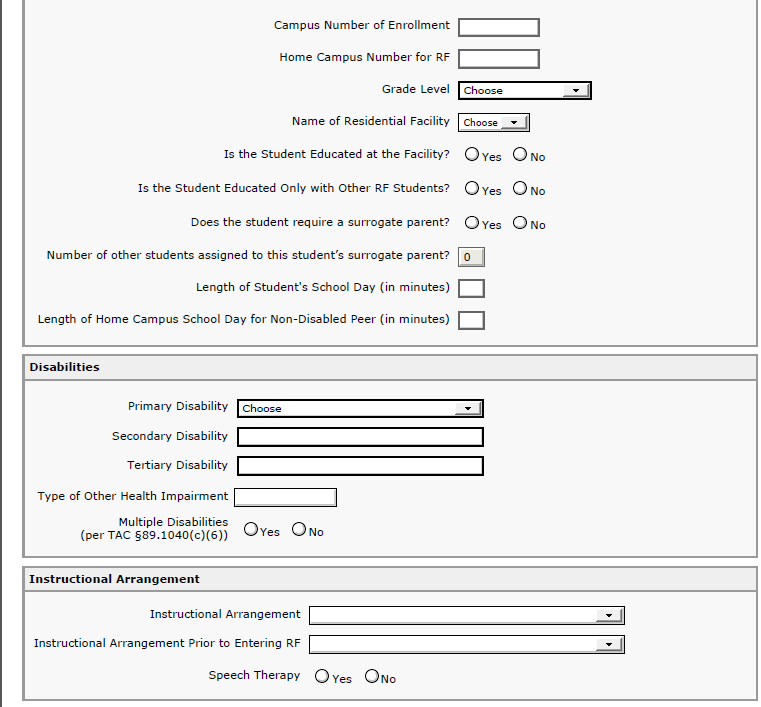 Campus Number of Enrollment
Home Campus Number for RF
Grade Level Choose
Name of Residential Facility Choose
Is the Student Educated at the Facility? Yes No
Is the Student Educated Only with Other RF Students? Yes No
Does the student require a surrogate parent? Yes No
Number of other students assigned to this student’s surrogate parent? 0
Length of Student's School Day (in minutes)
Length of Home Campus School Day for Non-Disabled Peer (in minutes)
Disabilities
Primary Disability Choose
Secondary Disability
Tertiary Disability
Type of Other Health Impairment
Multiple Disabilities
(per TAC §89.1040(c)(6)) Yes No
Instructional Arrangement
Instructional Arrangement
Instructional Arrangement Prior to Entering RF
Speech Therapy Yes No